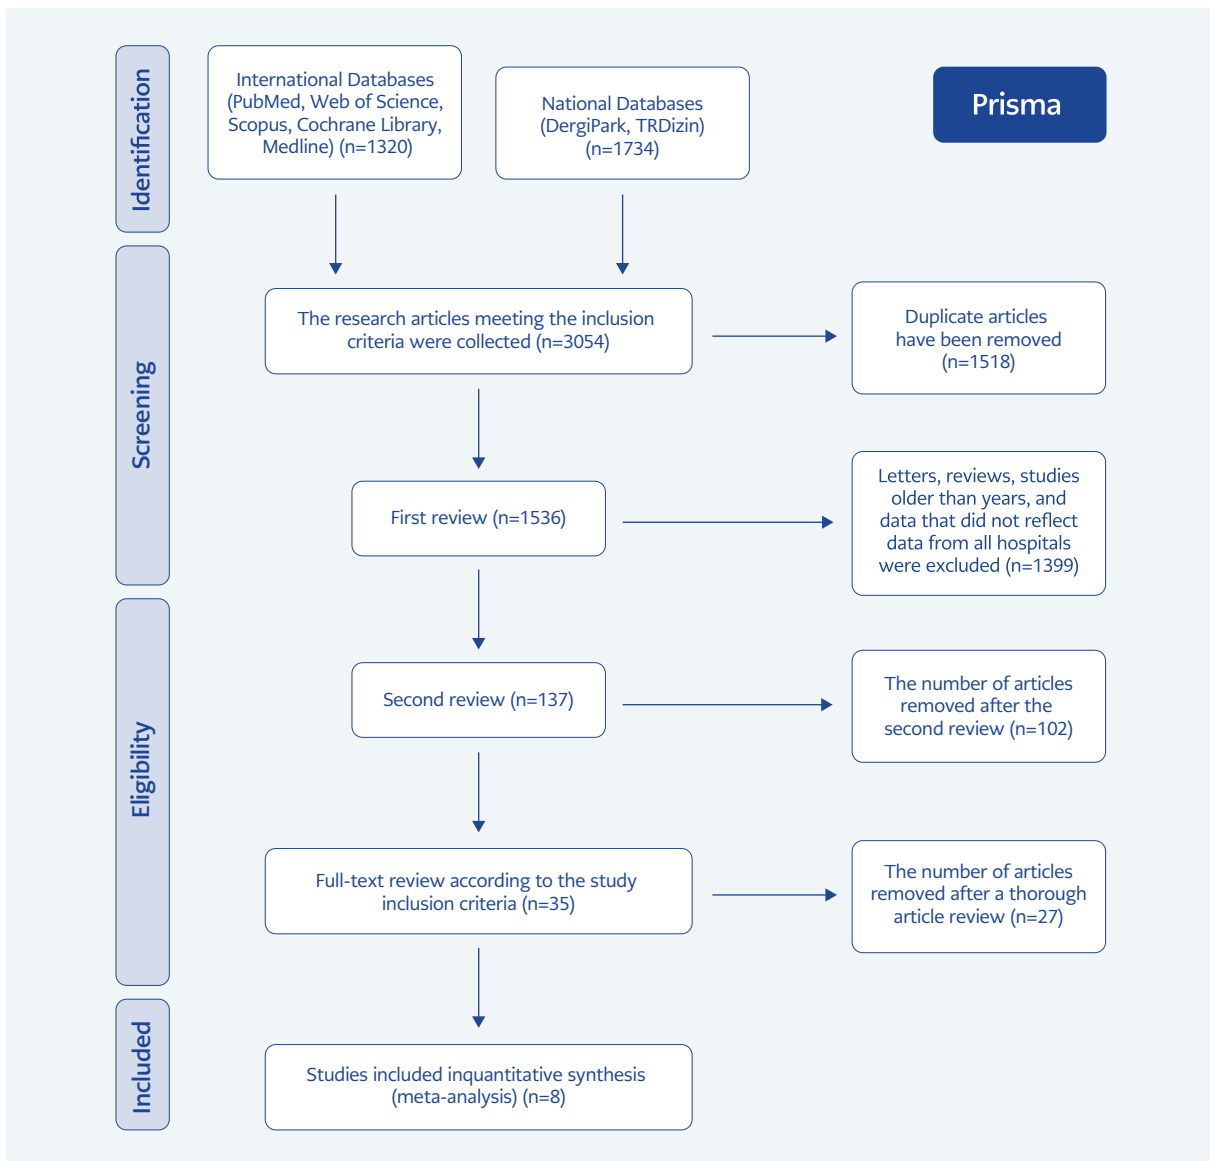 Identification
International Databases
(PubMed, Web of Science,
Scopus, Cochrane Library,
Medline) (n=1320)
National Databases
(DergiPark, TRDizin)
(n=1734)
Prisma
Screening
The research articles meeting the inclusion
criteria were collected (n=3054)
Duplicate articles
have been removed
(n=1518)
First review (n=1536)
Letters, reviews, studies
older than years, and
data that did not reflect
data from all hospitals
were excluded (n=1399)
Eligibility
Second review (n=137)
The number of articles
removed after the
second review (n=102)
Full-text review according to the study
inclusion criteria (n=35)
The number of articles
removed after a thorough
article review (n=27)
Included
Studies included inquantitative synthesis
(meta-analysis) (n=8)